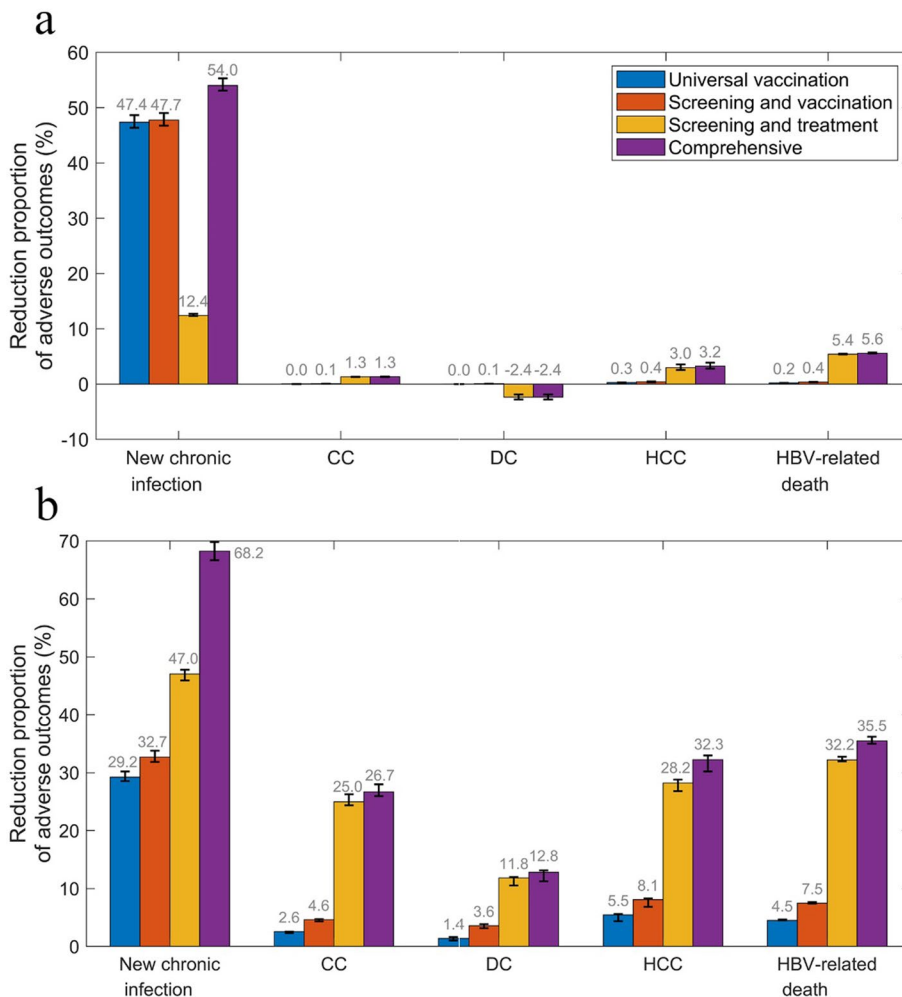 a
60
50
40
30
20
10
0
-10
Reduction proportion
of adverse outcomes (%)
Universal vaccination
Screening and vaccination
Screening and treatment
Comprehensive
47.4 47.7 12.4 54.0
0.0 0.1 1.3 1.3
0.0 0.1 -2.4 -2.4
0.3 0.4 3.0 3.2
0.2 0.4 5.4 5.6
New chronic
infection
CC
DC
HCC
HBV-related
death
b
70
60
50
40
30
20
10
0
Reduction proportion
of adverse outcomes (%)
29.2 32.7 47.0 68.2
2.6 4.6 25.0 26.7
1.4 3.6 11.8 12.8
5.5 8.1 28.2 32.3
4.5 7.5 32.2 35.5
New chronic
infection
CC
DC
HCC
HBV-related
death